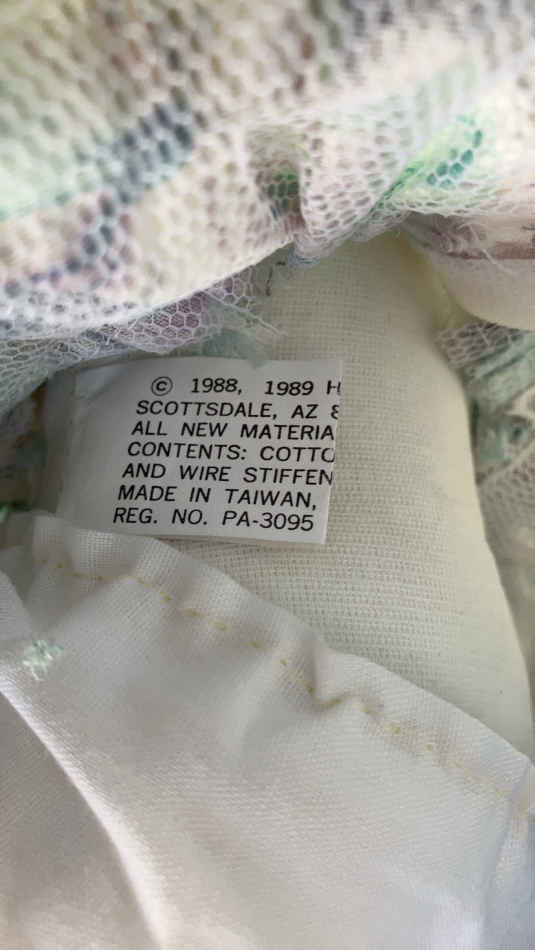 © 1988, 1989 H
SCOTTSDALE, AZ 8
ALL NEW MATERIA
CONTENTS: COTTO
AND WIRE STIFFEN
MADE IN TAIWAN,
REG. NO. PA-3095